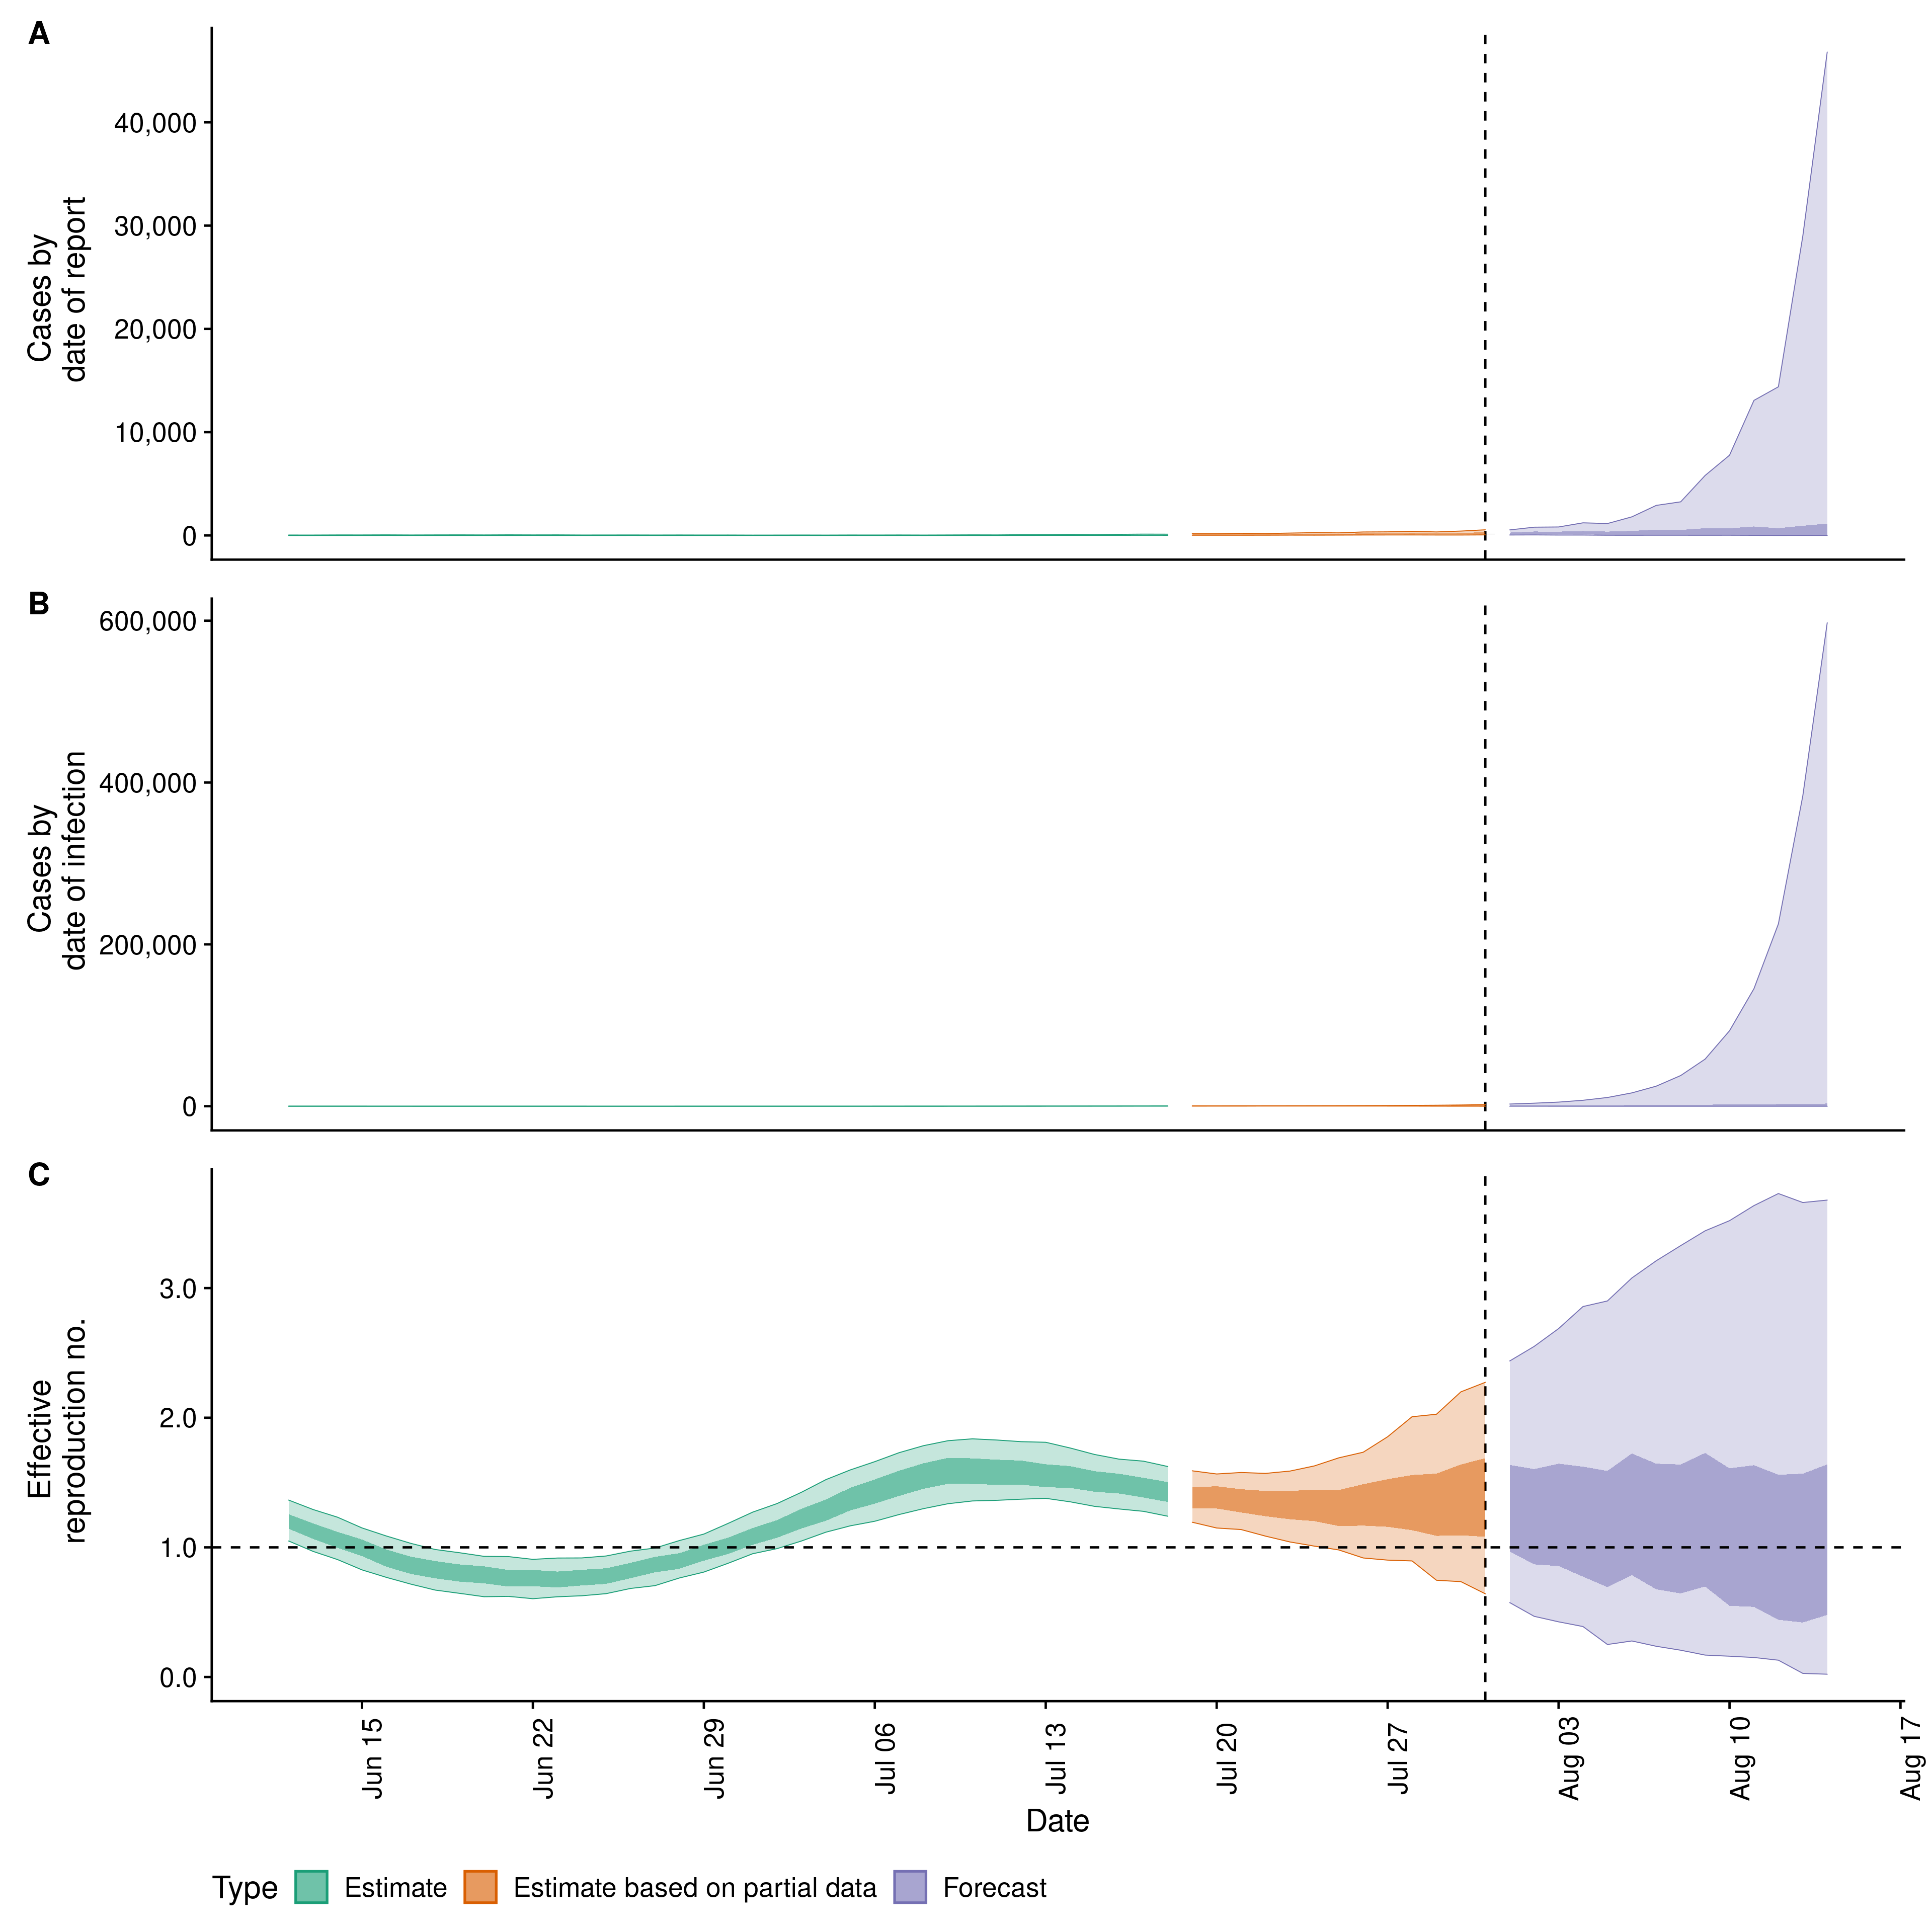 A
40,000
30,000
20,000
10,000
0
Cases by
date of report
B
600,000
400,000
200,000
0
Cases by
date of infection
C
3.0
2.0
1.0
0.0
Effective
reproduction no.
Jun 15
Jun 22
Jun 29
Jul 06
Jul 13
Jul 20
Jul 27
Aug 03
Aug 10
Aug 17
Date
Type Estimate Estimate based on partial data Forecast